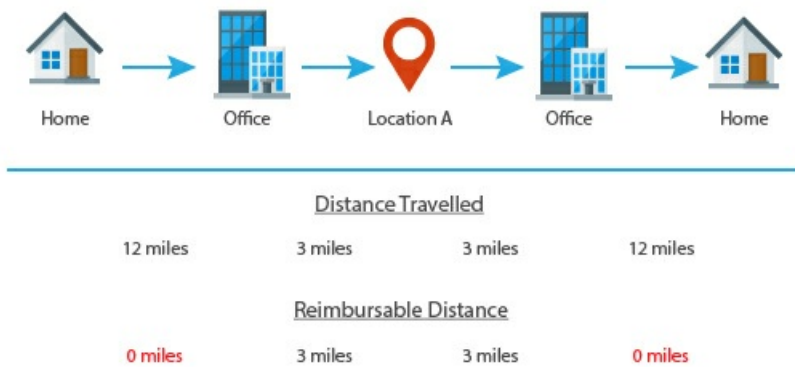 Home Office Location A Office Home
Distance Travelled
12 miles 3 miles 3 miles 12 miles
Reimbursable Distance
0 miles 3 miles 3 miles 0 miles